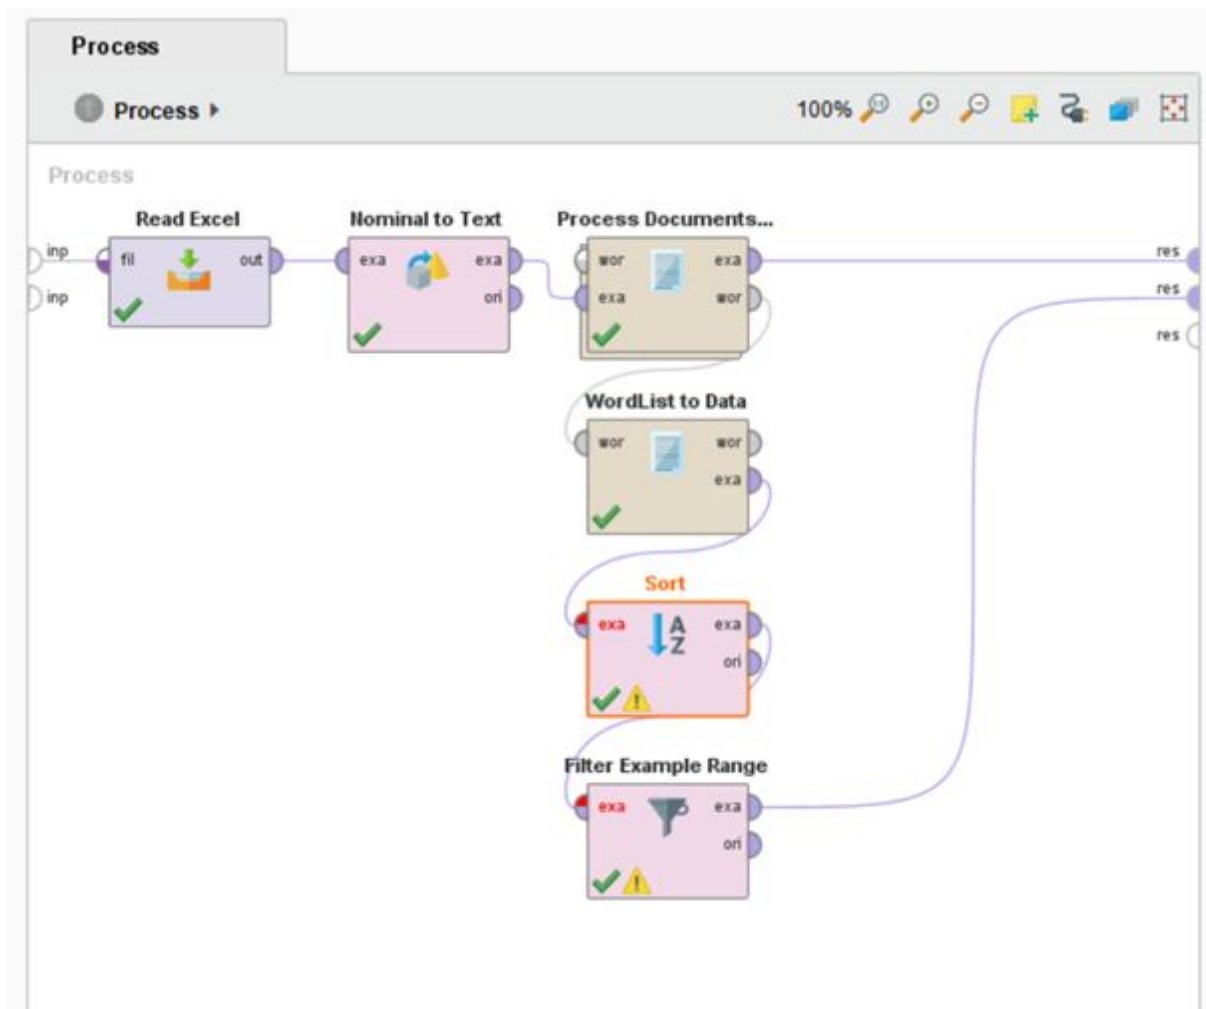 Process
Process
100%
Process
Read Excel
Nominal to Text
Process Documents...
inp
fil
out
exa
exa
wor
exa
res
inp
ori
exa
wor
res
res
WordList to Data
wor
wor
exa
Sort
exa
A
Z
exa
ori
Filter Example Range
exa
exa
ori